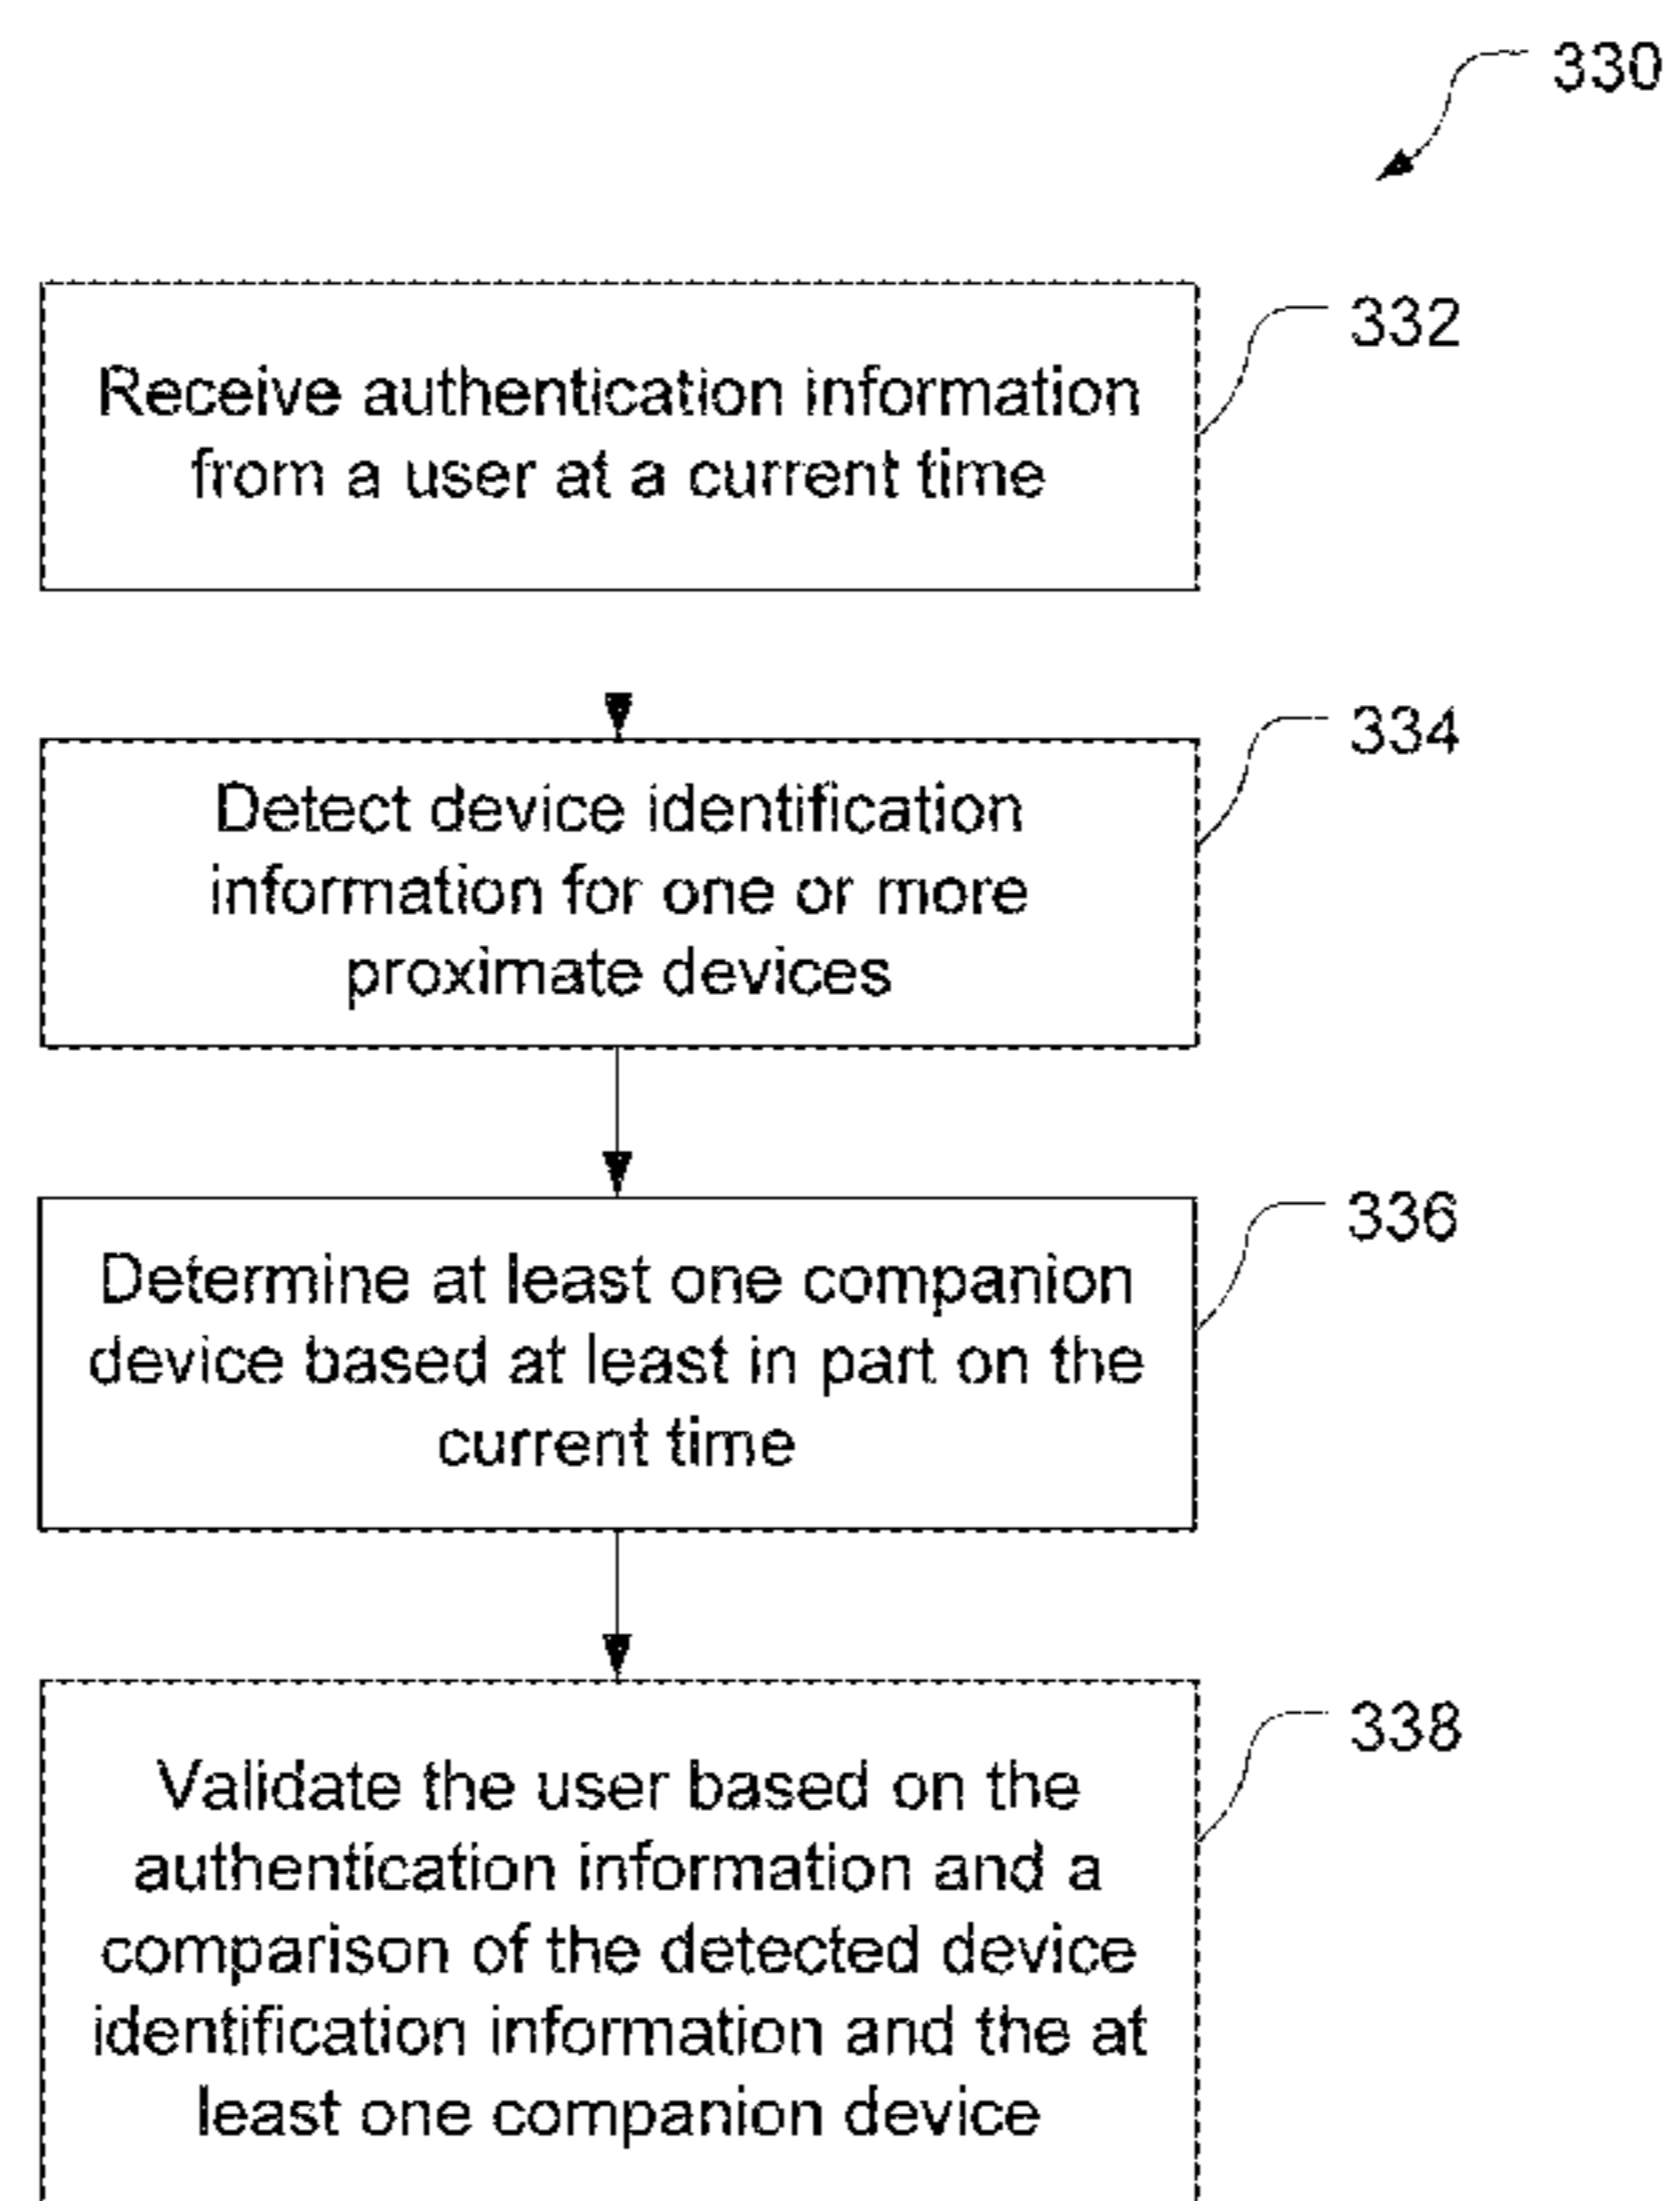 330
332
Receive authentication information
from a user at a current time
334
Detect device identification
information for one or more
proximate devices
336
Determine at least one companion
device based at least in part on the
current time
338
Validate the user based on the
authentication information and a
comparison of the detected device
identification information and the at
least one companion device